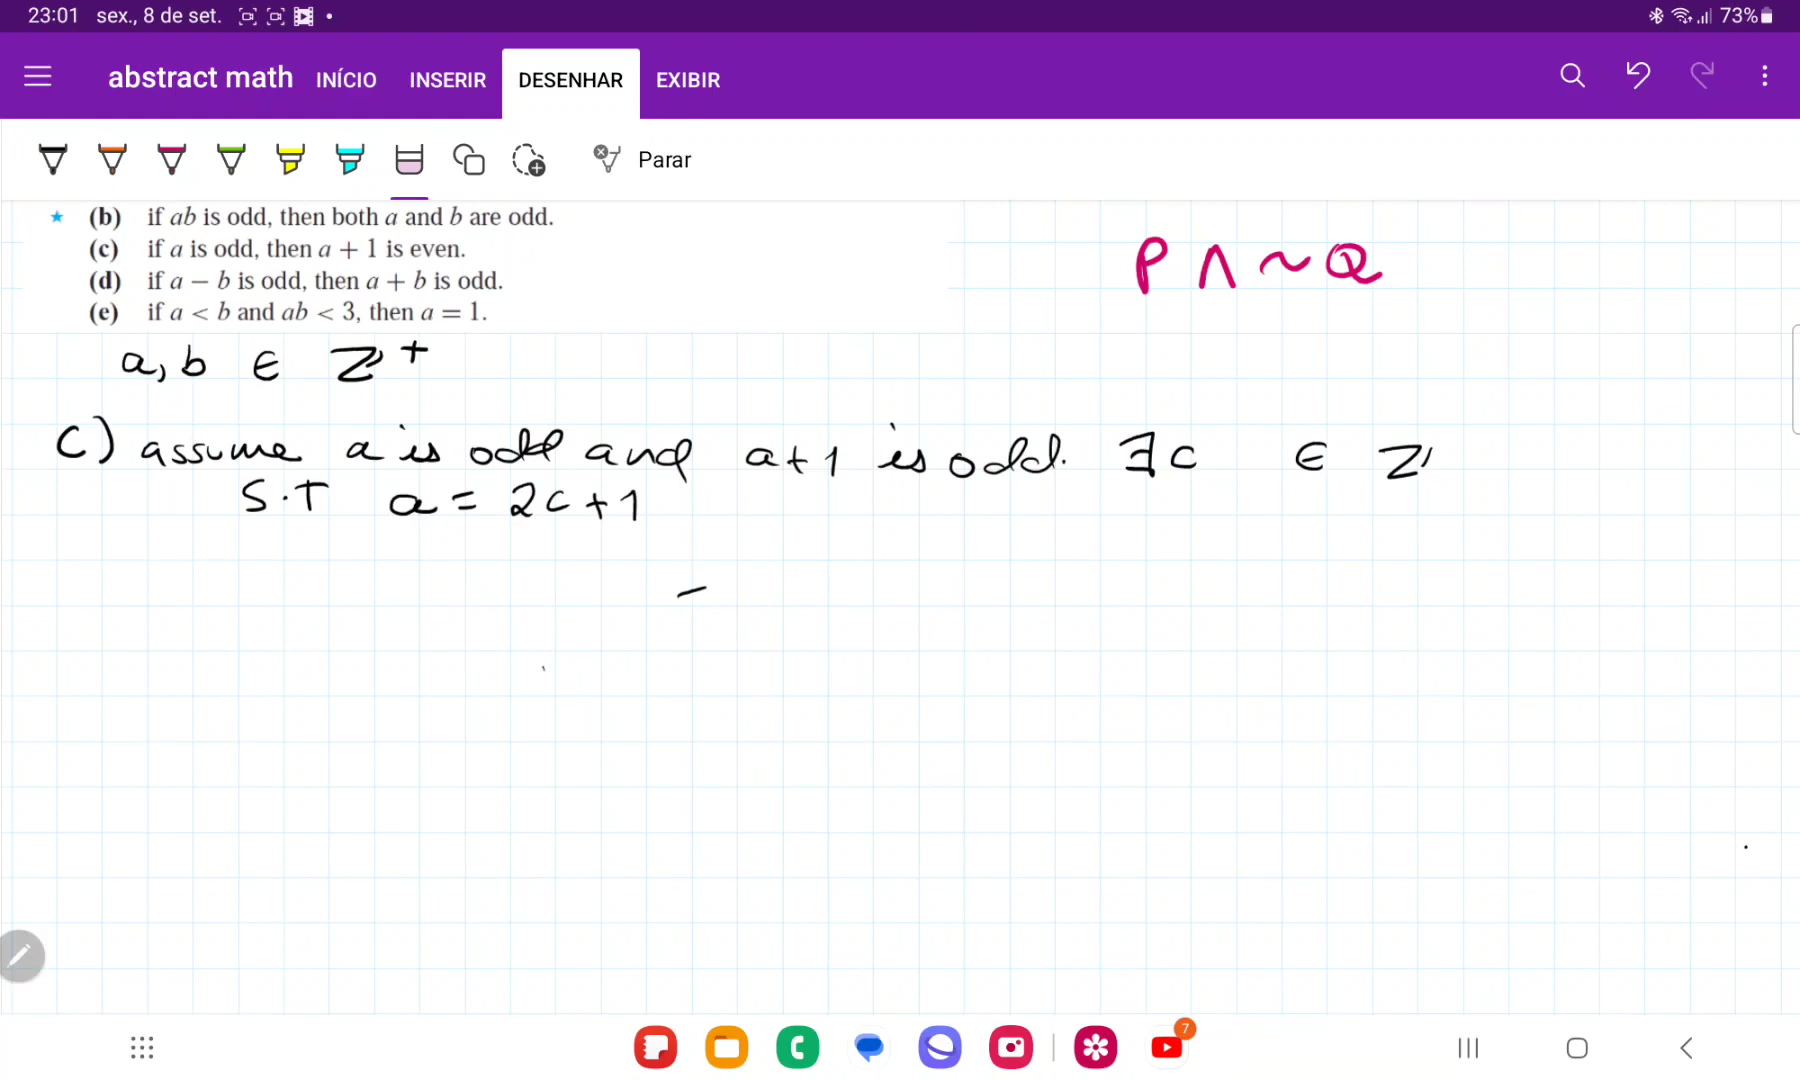 23:01 sex., 8 de set. 73%
abstract math INÍCIO INSERIR DESENHAR EXIBIR
Parar
★ (b) if ab is odd, then both a and b are odd.
(c) if a is odd, then a + 1 is even.
(d) if a − b is odd, then a + b is odd.
(e) if a < b and ab < 3, then a = 1.
P ∧ ~ Q
a, b ∈ ℤ⁺
C) assume a is odd and a+1 is odd. ∃ c ∈ ℤ
S.T a = 2c + 1
7